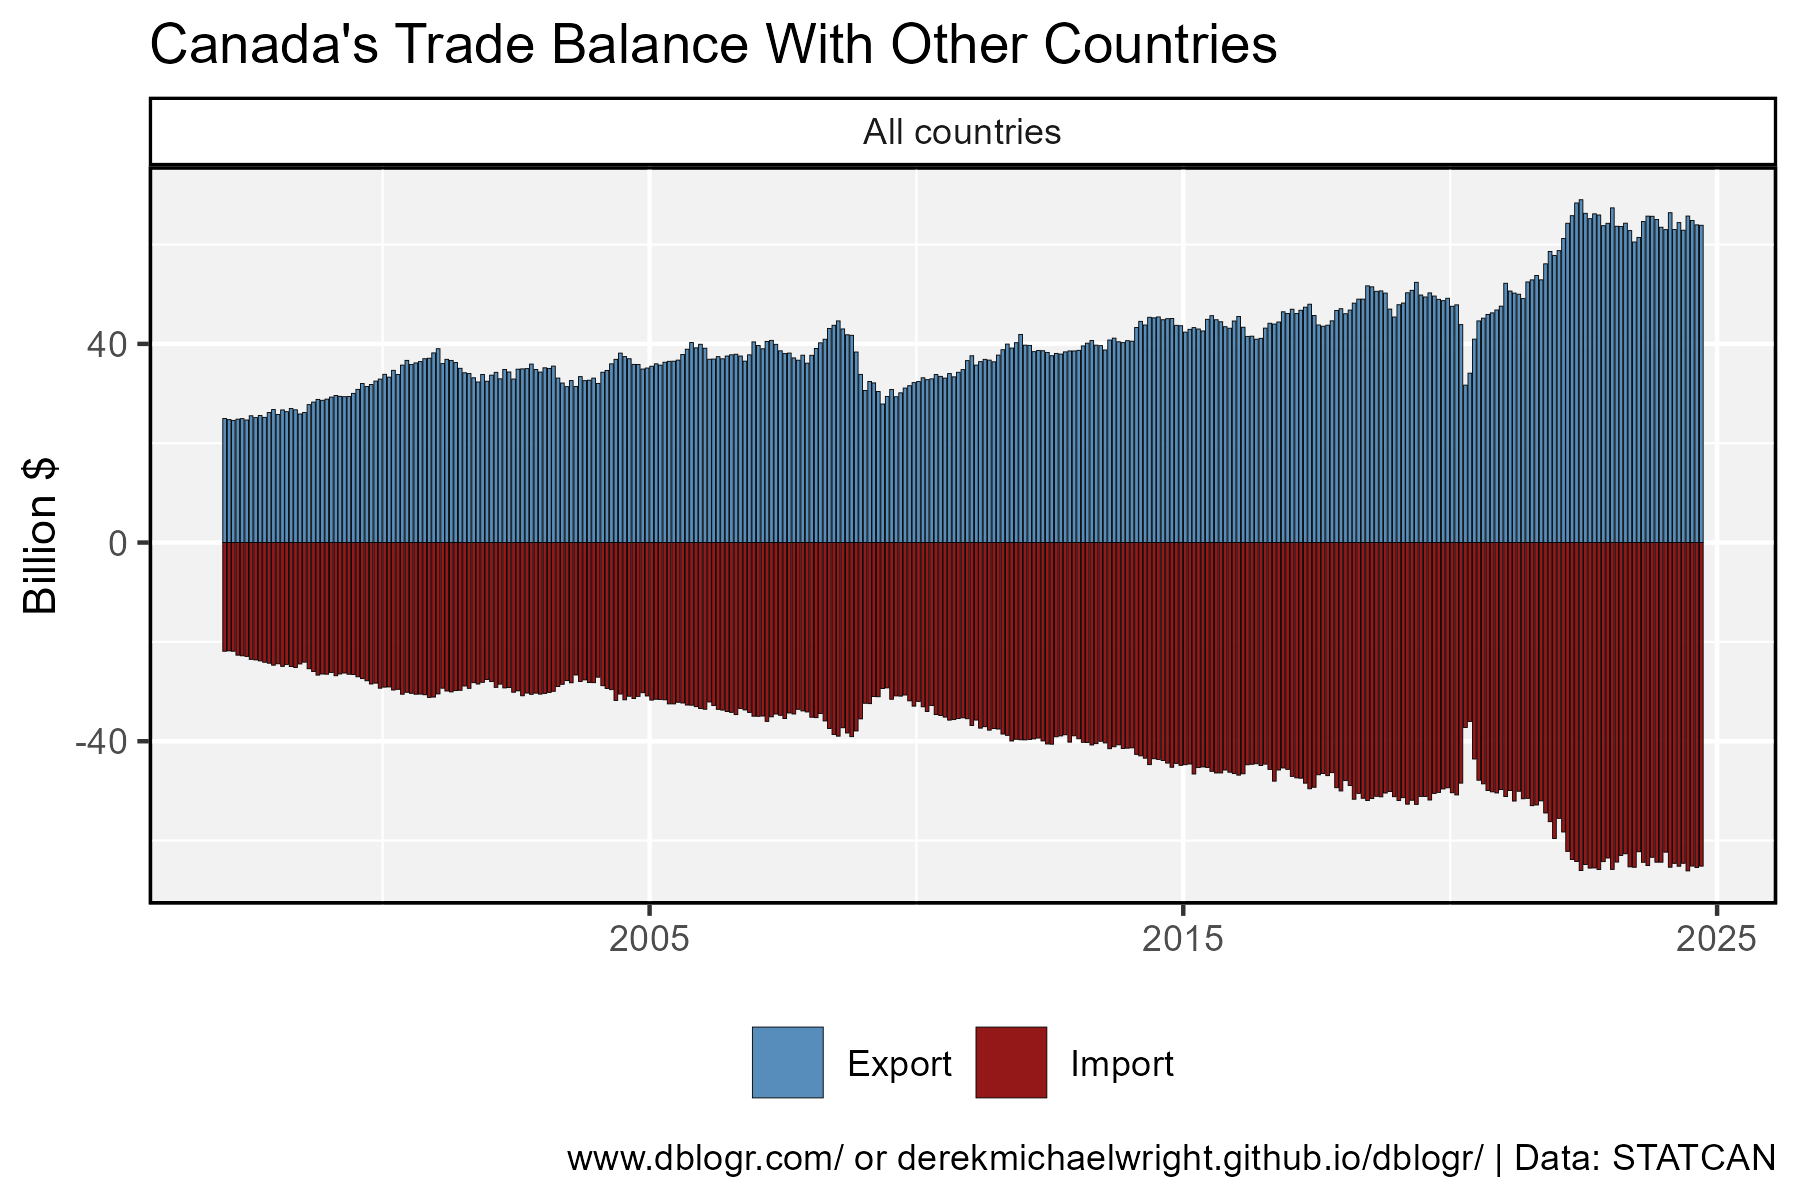 Canada's Trade Balance With Other Countries
All countries
Billion $
40
0
-40
2005
2015
2025
Export
Import
www.dblogr.com/ or derekmichaelwright.github.io/dblogr/ | Data: STATCAN